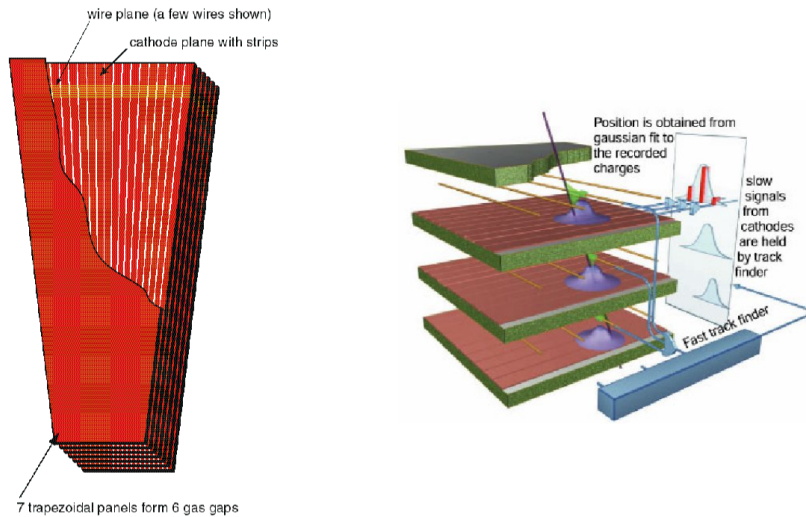 wire plane (a few wires shown)
cathode plane with strips
7 trapezoidal panels form 6 gas gaps
Position is obtained from
gaussian fit to
the recorded
charges
slow
signals
from
cathodes
are held
by track
finder
Fast track finder